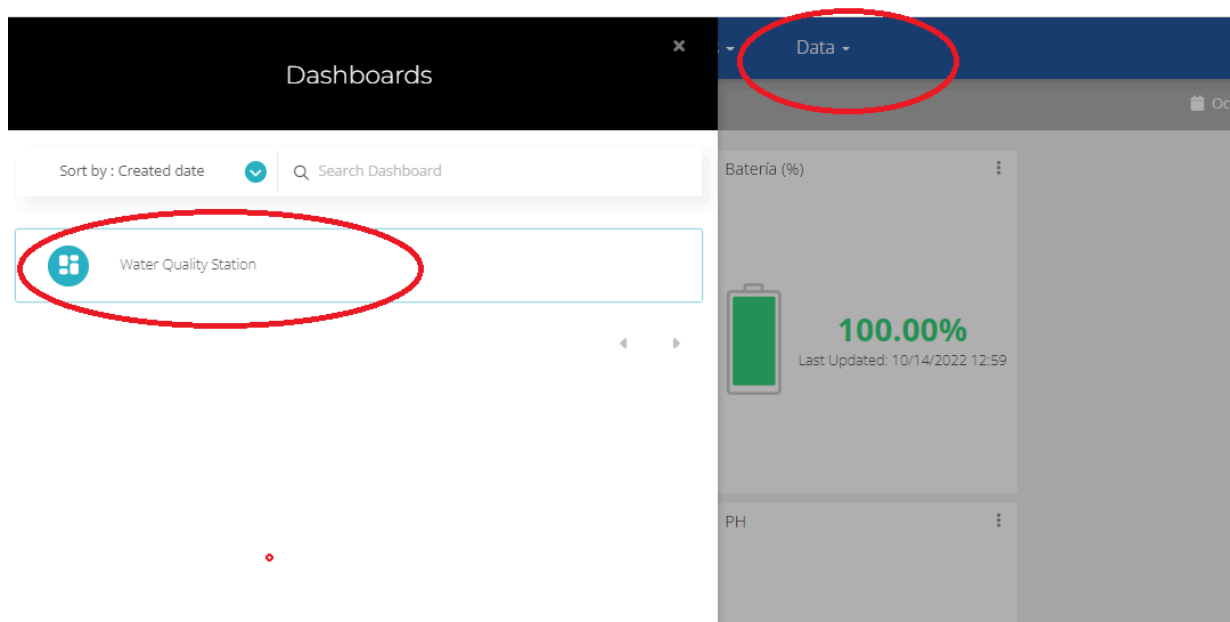 Dashboards
Data
Sort by : Created date
Search Dashboard
Water Quality Station
Batería (%)
100.00%
Last Updated: 10/14/2022 12:59
PH